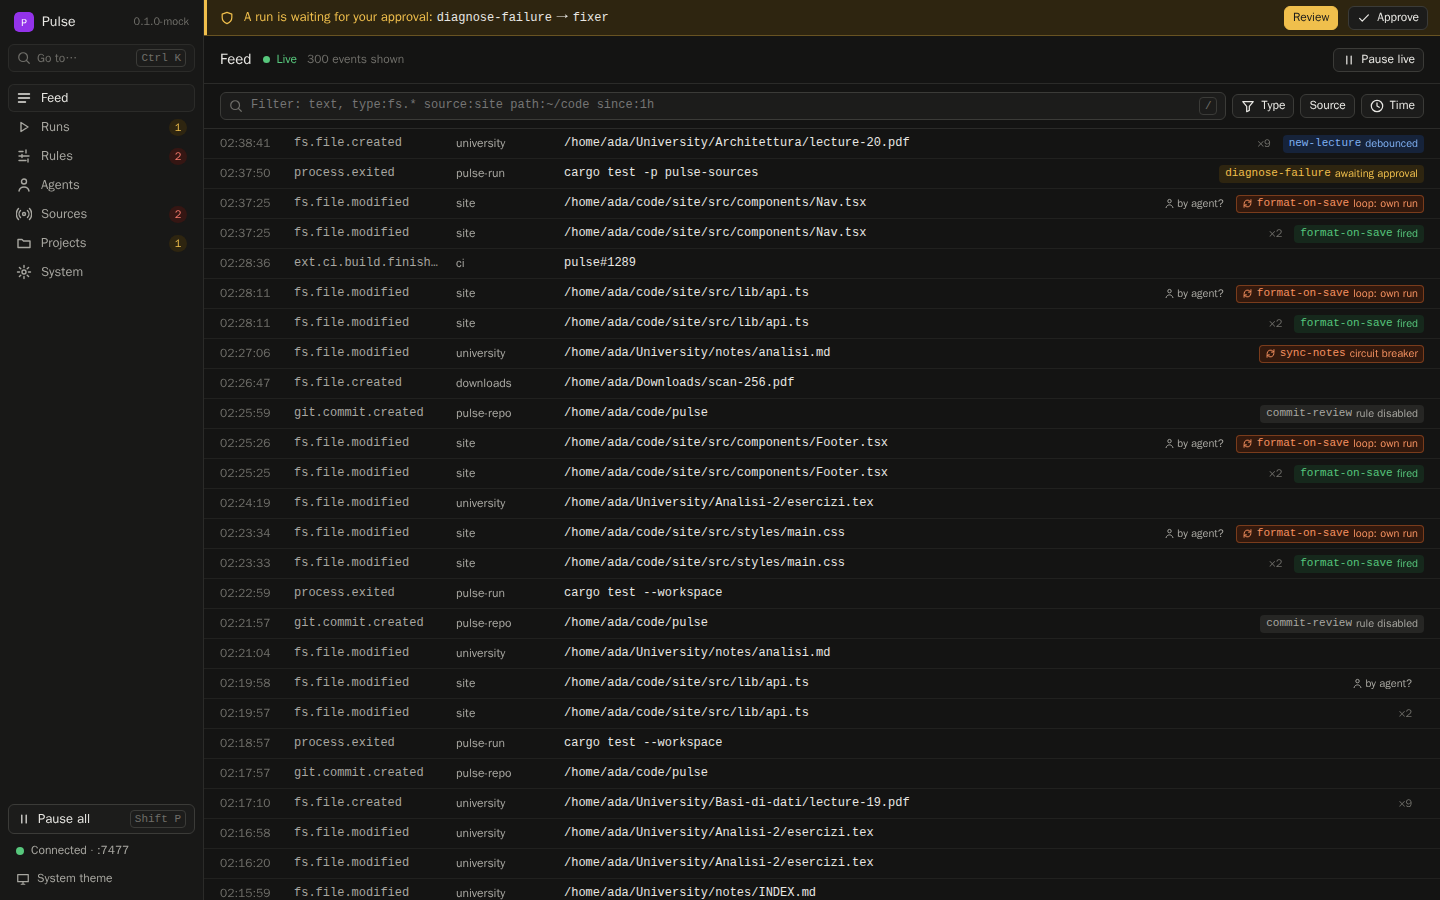 P Pulse 0.1.0-mock
Go to··· Ctrl K
Feed
Runs 1
Rules 2
Agents
Sources 2
Projects 1
System
Pause all Shift P
Connected · :7477
System theme
A run is waiting for your approval: diagnose-failure → fixer Review Approve
Feed Live 300 events shown Pause live
Filter: text, type:fs.* source:site path:~/code since:1h / Type Source Time
02:38:41 fs.file.created university /home/ada/University/Architettura/lecture-20.pdf ×9 new-lecture debounced
02:37:50 process.exited pulse-run cargo test -p pulse-sources diagnose-failure awaiting approval
02:37:25 fs.file.modified site /home/ada/code/site/src/components/Nav.tsx by agent? format-on-save loop: own run
02:37:25 fs.file.modified site /home/ada/code/site/src/components/Nav.tsx ×2 format-on-save fired
02:28:36 ext.ci.build.finish… ci pulse#1289
02:28:11 fs.file.modified site /home/ada/code/site/src/lib/api.ts by agent? format-on-save loop: own run
02:28:11 fs.file.modified site /home/ada/code/site/src/lib/api.ts ×2 format-on-save fired
02:27:06 fs.file.modified university /home/ada/University/notes/analisi.md sync-notes circuit breaker
02:26:47 fs.file.created downloads /home/ada/Downloads/scan-256.pdf
02:25:59 git.commit.created pulse-repo /home/ada/code/pulse commit-review rule disabled
02:25:26 fs.file.modified site /home/ada/code/site/src/components/Footer.tsx by agent? format-on-save loop: own run
02:25:25 fs.file.modified site /home/ada/code/site/src/components/Footer.tsx ×2 format-on-save fired
02:24:19 fs.file.modified university /home/ada/University/Analisi-2/esercizi.tex
02:23:34 fs.file.modified site /home/ada/code/site/src/styles/main.css by agent? format-on-save loop: own run
02:23:33 fs.file.modified site /home/ada/code/site/src/styles/main.css ×2 format-on-save fired
02:22:59 process.exited pulse-run cargo test --workspace
02:21:57 git.commit.created pulse-repo /home/ada/code/pulse commit-review rule disabled
02:21:04 fs.file.modified university /home/ada/University/notes/analisi.md
02:19:58 fs.file.modified site /home/ada/code/site/src/lib/api.ts by agent?
02:19:57 fs.file.modified site /home/ada/code/site/src/lib/api.ts ×2
02:18:57 process.exited pulse-run cargo test --workspace
02:17:57 git.commit.created pulse-repo /home/ada/code/pulse
02:17:10 fs.file.created university /home/ada/University/Basi-di-dati/lecture-19.pdf ×9
02:16:58 fs.file.modified university /home/ada/University/Analisi-2/esercizi.tex
02:16:20 fs.file.modified university /home/ada/University/Analisi-2/esercizi.tex
02:15:59 fs.file.modified university /home/ada/University/notes/INDEX.md